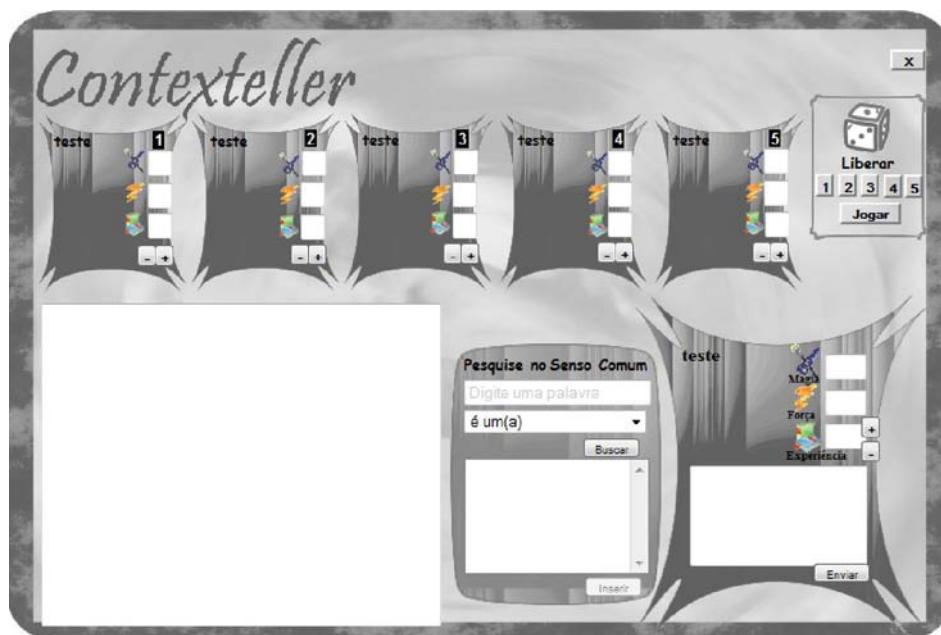 Contexteller
X
teste 1
teste 2
teste 3
teste 4
teste 5
- +
- +
- +
- +
- +
Liberar
1 2 3 4 5
Jogar
Pesquise no Senso Comum
Digite uma palavra
é um(a)
Buscar
Inserir
teste
Magia
Força
+
Experiência
-
Enviar